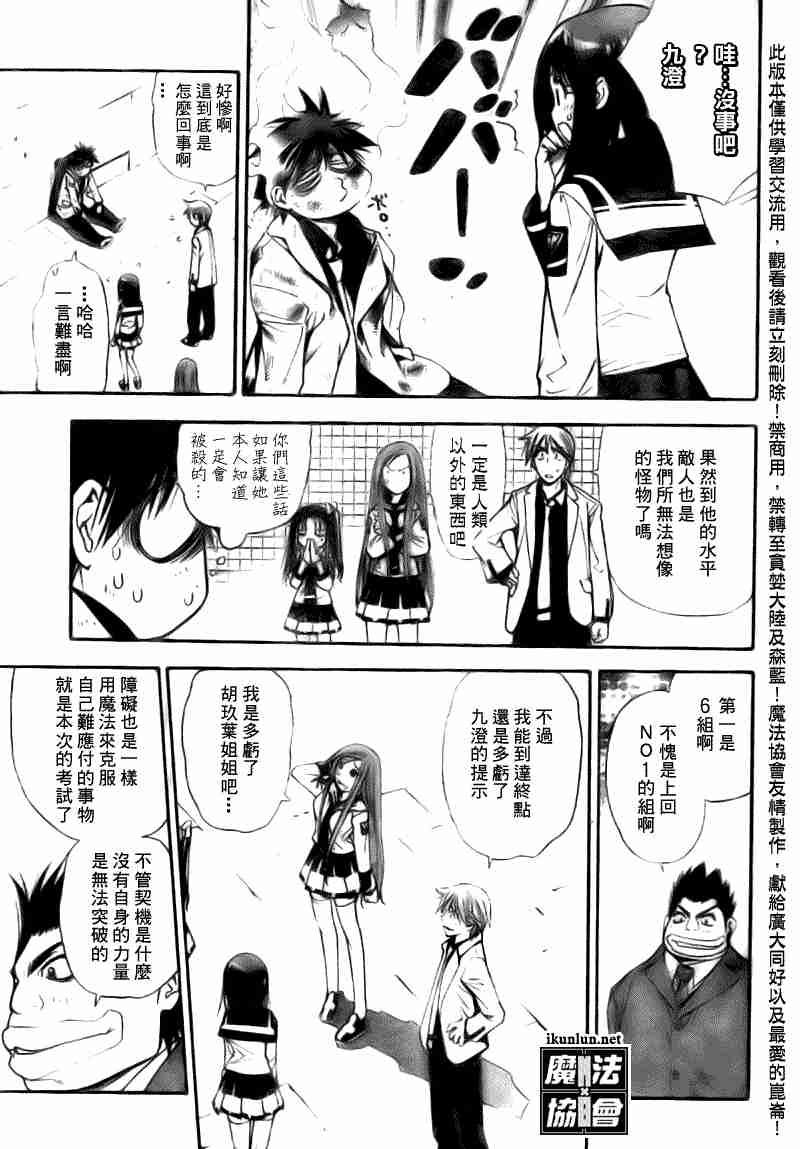 哇…沒事吧
?
九澄
バ
バ
ー
!
だ。
好慘啊
這到底是
怎麼回事啊
…
…哈哈
一言難盡啊
果然到他的水平
敵人也是
我們所無法想像
的怪物了嗎
一定是人類
以外的東西吧
你們這些話
如果讓她
本人知道
一定會
被殺的…
第一是
6組啊
不愧是上回
NO1的組啊
不過
我能到達終點
還是多虧了
九澄的提示
我是多虧了
胡玖葉姐姐吧…
障礙也是一樣
用魔法來克服
自己難應付的事物
就是本次的考試了
不管契機是什麼
沒有自身的力量
是無法突破的
此版本僅供學習交流用，觀看後請立刻刪除！禁商用，禁轉至貪婪大陸及森藍！魔法協會友情製作，獻給廣大同好以及最愛的崑崙！
ikunlun.net
魔法
協會